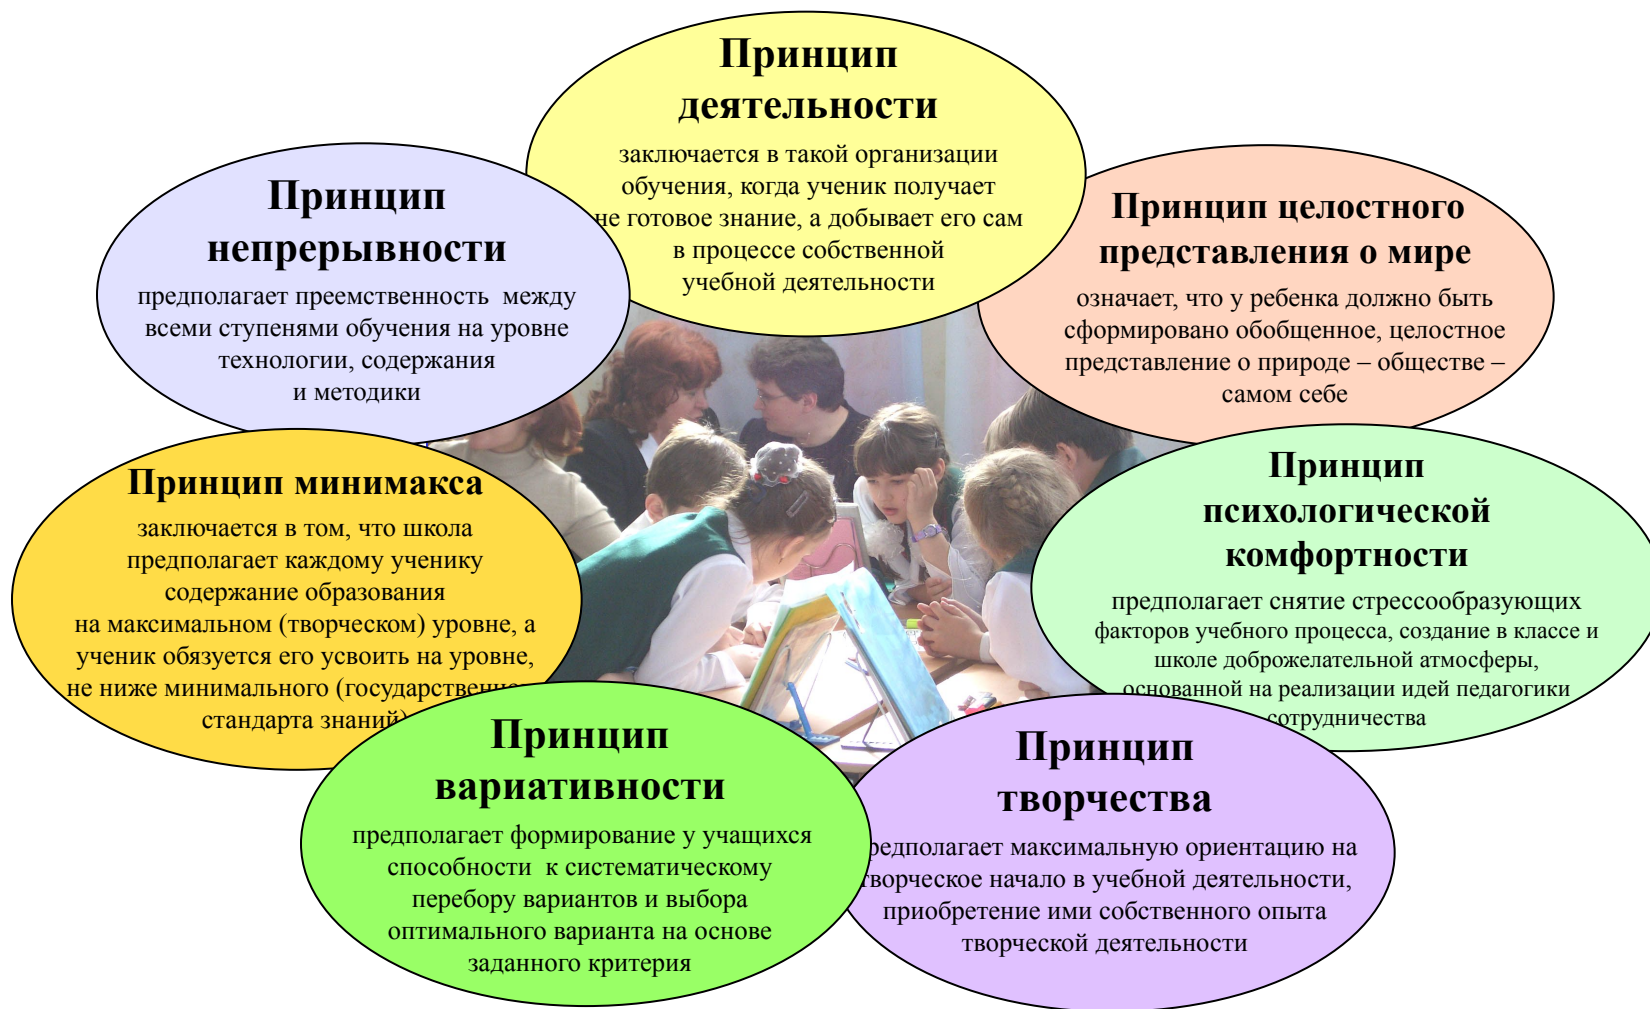 Принцип
деятельности
заключается в такой организации
обучения, когда ученик получает
не готовое знание, а добывает его сам
в процессе собственной
учебной деятельности
Принцип
непрерывности
предполагает преемственность между
всеми ступенями обучения на уровне
технологии, содержания
и методики
Принцип целостного
представления о мире
означает, что у ребенка должно быть
сформировано обобщенное, целостное
представление о природе – обществе –
самом себе
Принцип минимакса
заключается в том, что школа
предполагает каждому ученику
содержание образования
на максимальном (творческом) уровне, а
ученик обязуется его усвоить на уровне,
не ниже минимального
стандарта знаний)
Принцип
психологической
комфортности
предполагает снятие стрессообразующих
факторов учебного процесса, создание в классе и
школе доброжелательной атмосферы,
основанной на реализации идей педагогики
сотрудничества
Принцип
вариативности
предполагает формирование у учащихся
способности к систематическому
перебору вариантов и выбора
оптимального варианта на основе
заданного критерия
Принцип
творчества
предполагает максимальную ориентацию на
творческое начало в учебной деятельности,
приобретение ими собственного опыта
творческой деятельности